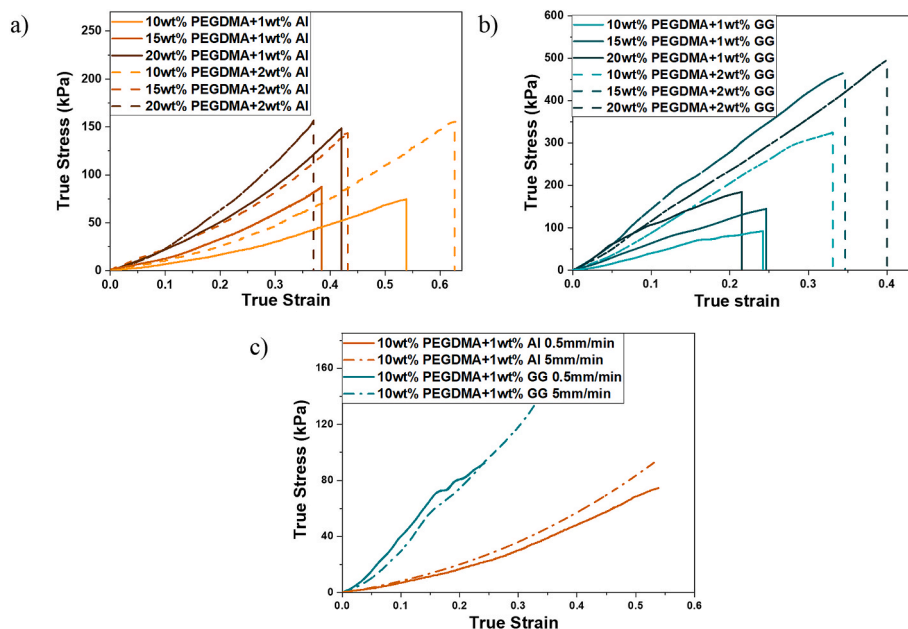 a)
250
200
150
100
50
0
True Stress (kPa)
10wt% PEGDMA+1wt% Al
15wt% PEGDMA+1wt% Al
20wt% PEGDMA+1wt% Al
10wt% PEGDMA+2wt% Al
15wt% PEGDMA+2wt% Al
20wt% PEGDMA+2wt% Al
0.0 0.1 0.2 0.3 0.4 0.5 0.6
True Strain
b)
600
500
400
300
200
100
0
True Stress (kPa)
10wt% PEGDMA+1wt% GG
15wt% PEGDMA+1wt% GG
20wt% PEGDMA+1wt% GG
10wt% PEGDMA+2wt% GG
15wt% PEGDMA+2wt% GG
20wt% PEGDMA+2wt% GG
0.0 0.1 0.2 0.3 0.4
True strain
c)
160
120
80
40
0
True Stress (kPa)
10wt% PEGDMA+1wt% Al 0.5mm/min
10wt% PEGDMA+1wt% Al 5mm/min
10wt% PEGDMA+1wt% GG 0.5mm/min
10wt% PEGDMA+1wt% GG 5mm/min
0.0 0.1 0.2 0.3 0.4 0.5 0.6
True Strain